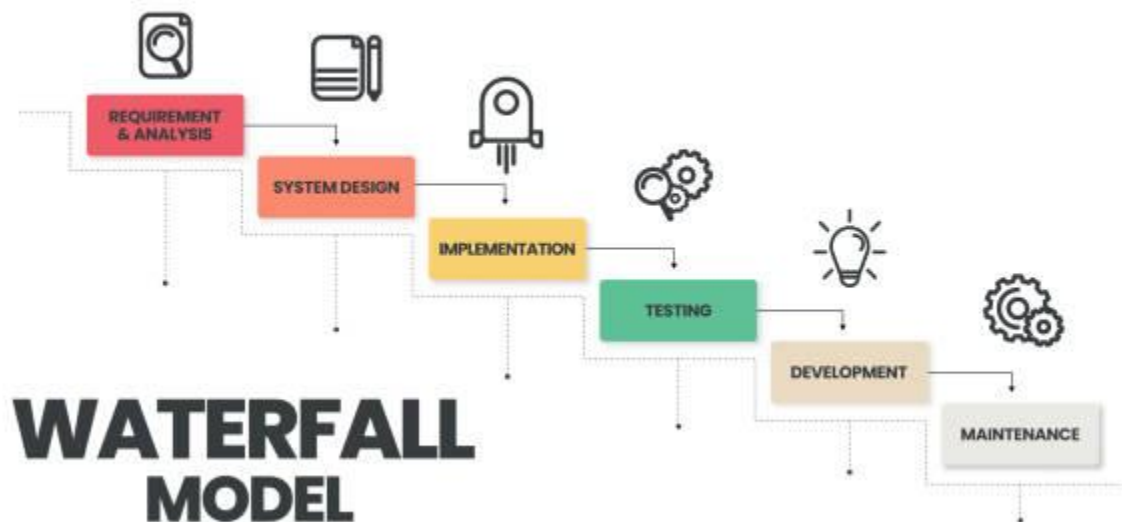 REQUIREMENT
& ANALYSIS
SYSTEM DESIGN
IMPLEMENTATION
TESTING
DEVELOPMENT
MAINTENANCE
WATERFALL
MODEL